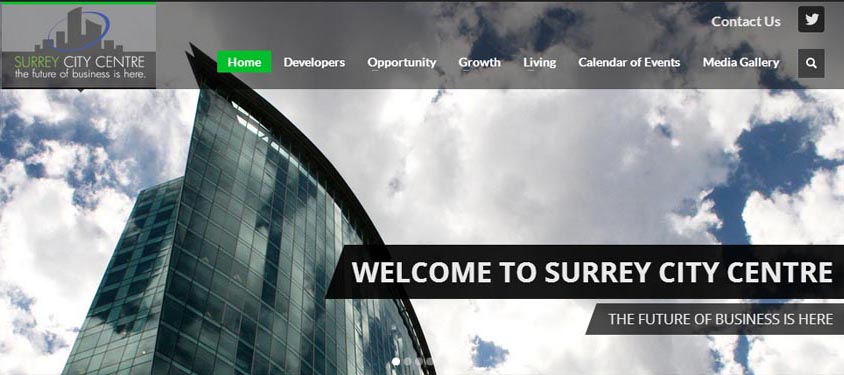 SURREY CITY CENTRE
the future of business is here.
Contact Us
Home Developers Opportunity Growth Living Calendar of Events Media Gallery
WELCOME TO SURREY CITY CENTRE
THE FUTURE OF BUSINESS IS HERE